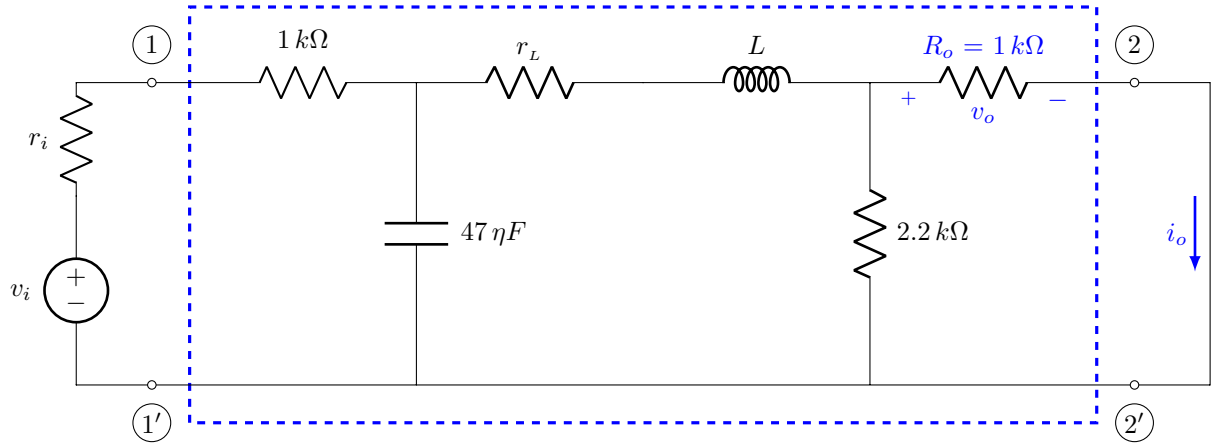 1
1 kΩ
r_L
L
R_o = 1 kΩ
2
+
v_o
−
r_i
47 ηF
2.2 kΩ
i_o
v_i
+
−
1′
2′